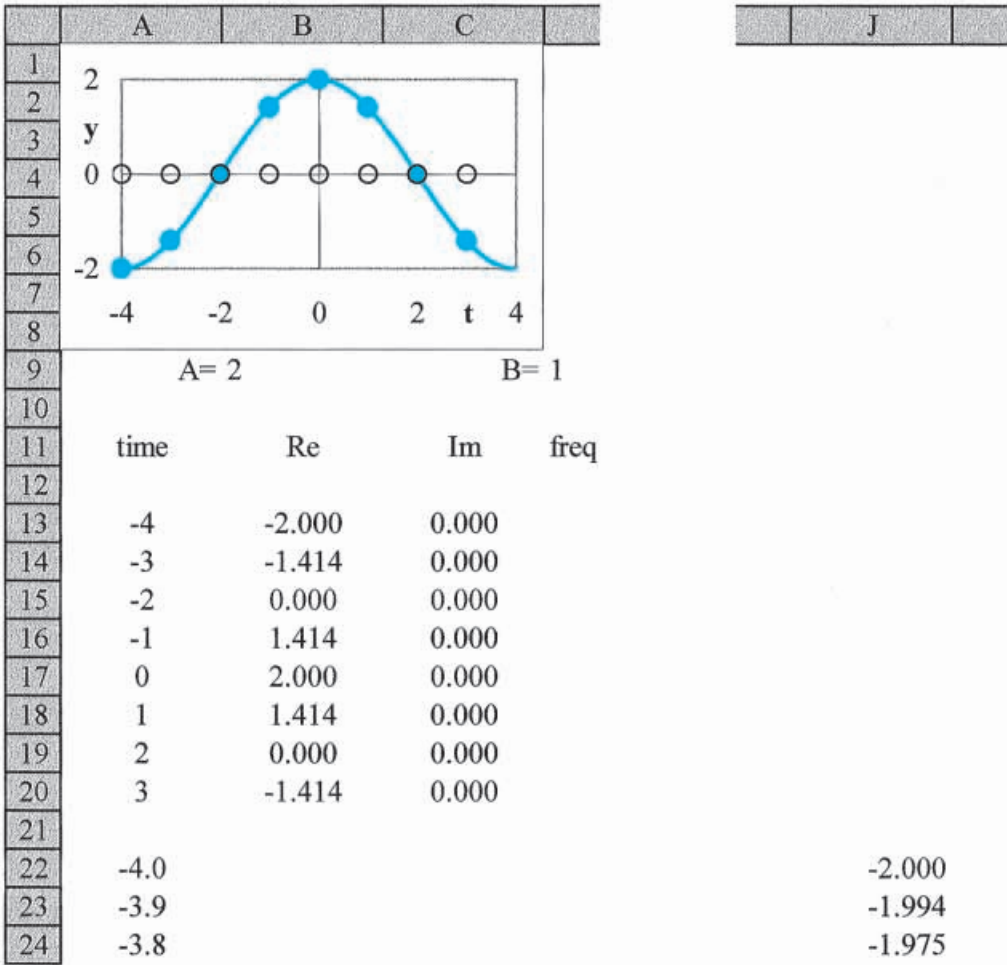 A B C J
1
2
3
4
5
6
7
8
2
y
0
-2
-4 -2 0 2 t 4
9 A= 2 B= 1
10
11 time Re Im freq
12
13 -4 -2.000 0.000
14 -3 -1.414 0.000
15 -2 0.000 0.000
16 -1 1.414 0.000
17 0 2.000 0.000
18 1 1.414 0.000
19 2 0.000 0.000
20 3 -1.414 0.000
21
22 -4.0 -2.000
23 -3.9 -1.994
24 -3.8 -1.975